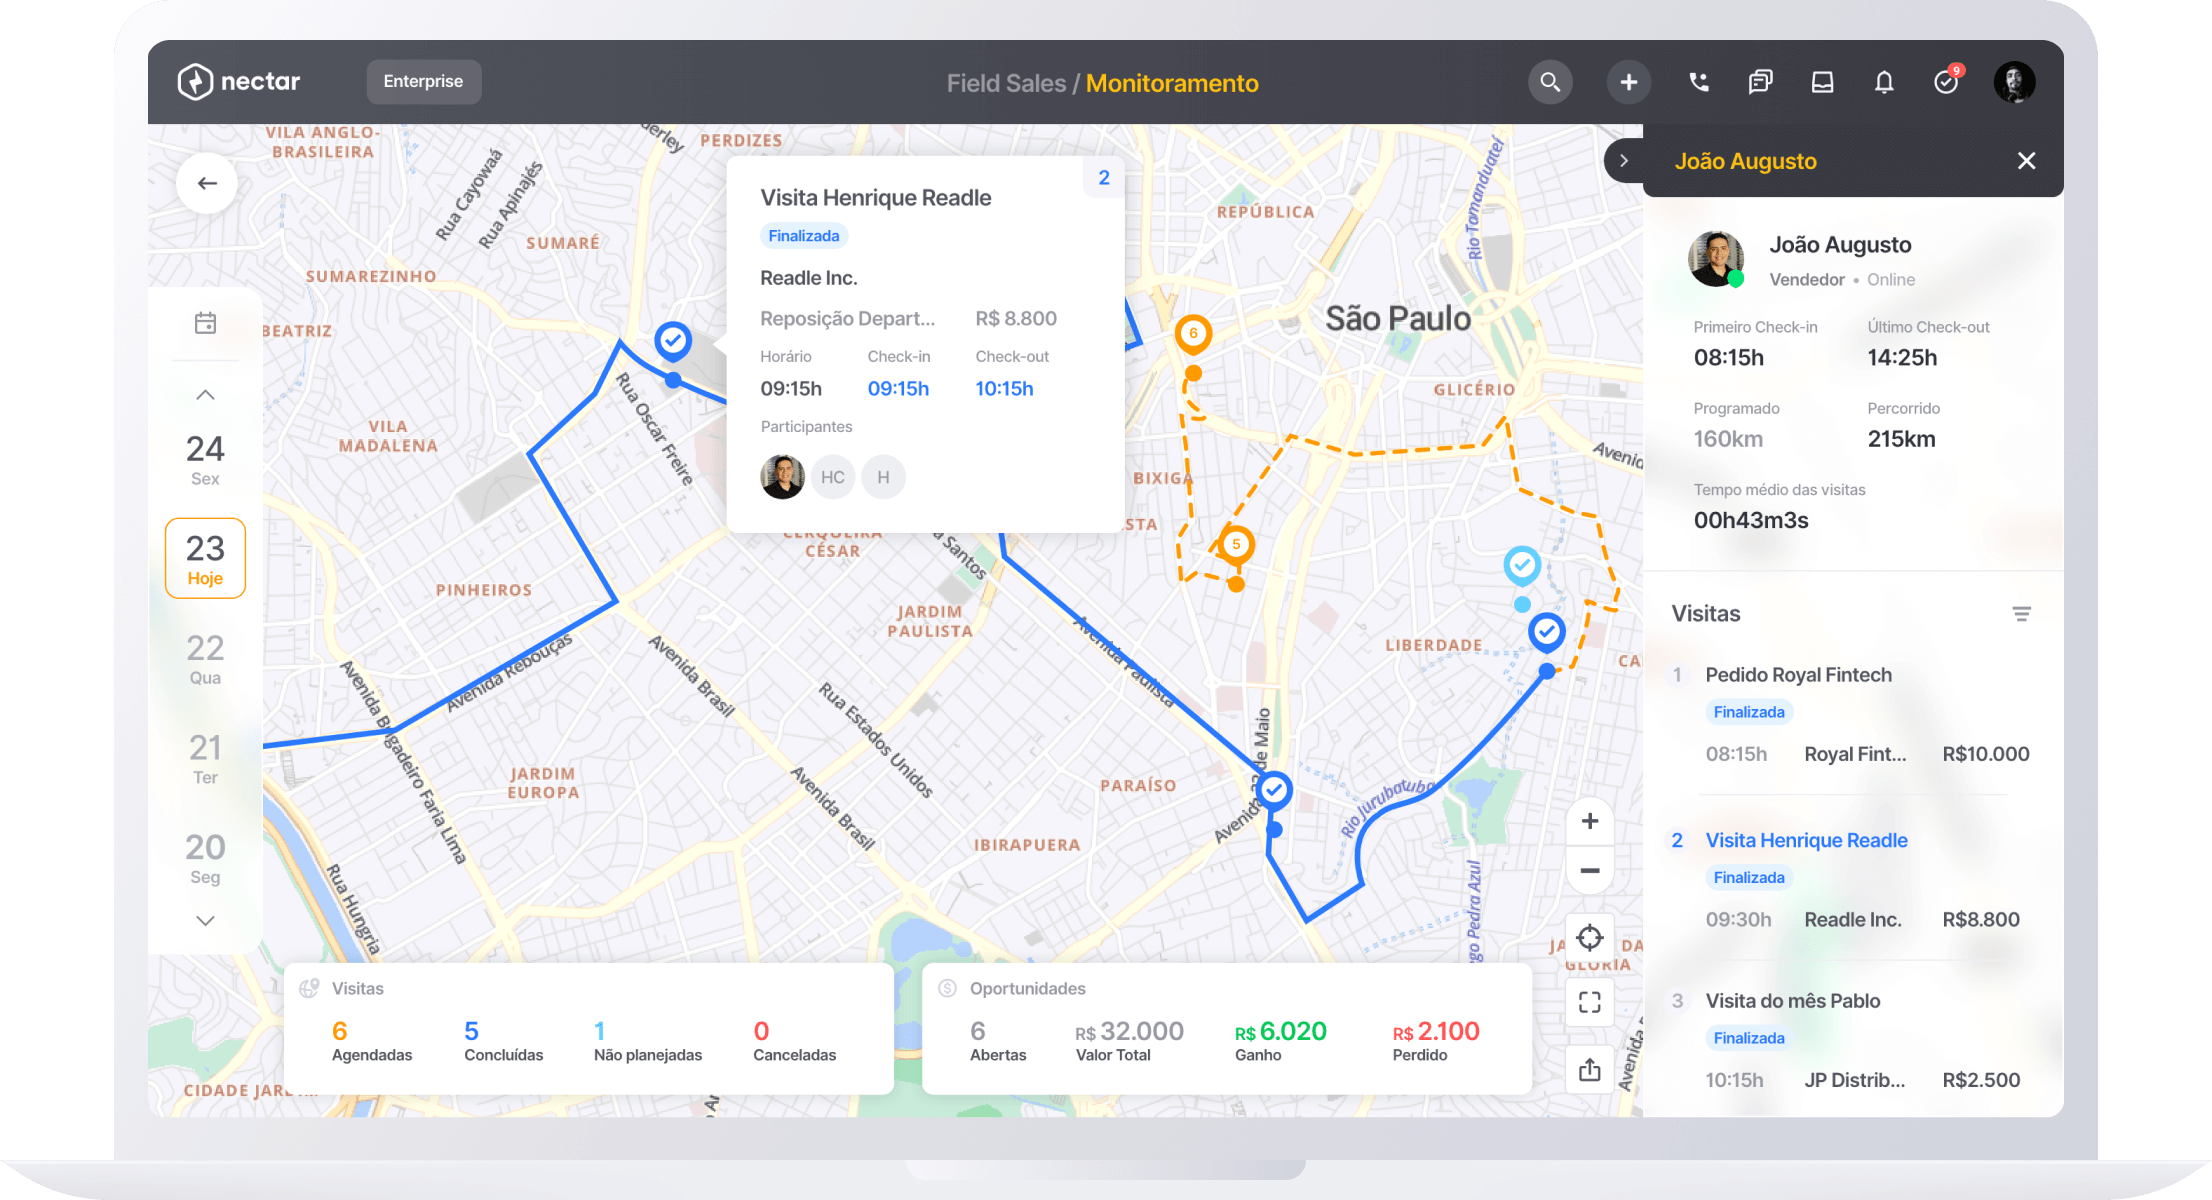 nectar
Enterprise
Field Sales / Monitoramento
9
João Augusto
VILA ANGLO-
BRASILEIRA
PERDIZES
Rua Cayowaá
Rua Apinajés
SUMARÉ
SUMAREZINHO
BEATRIZ
VILA
MADALENA
Rua Oscar Freire
PINHEIROS
CERQUEIRA
CÉSAR
JARDIM
PAULISTA
Avenida Rebouças
Avenida Brigadeiro Faria Lima
Avenida Brasil
Rua Estados Unidos
Avenida Brasil
Avenida Paulista
JARDIM
EUROPA
Rua Hungria
IBIRAPUERA
PARAÍSO
REPÚBLICA
Rio Tamanduateí
São Paulo
GLICÉRIO
BIXIGA
LIBERDADE
Rio Jurubatuba
6
5
24
Sex
23
Hoje
22
Qua
21
Ter
20
Seg
2
Visita Henrique Readle
Finalizada
Readle Inc.
Reposição Depart... R$ 8.800
Horário Check-in Check-out
09:15h 09:15h 10:15h
Participantes
HC H
Visitas
6 5 1 0
Agendadas Concluídas Não planejadas Canceladas
Oportunidades
6 R$ 32.000 R$ 6.020 R$ 2.100
Abertas Valor Total Ganho Perdido
João Augusto
Vendedor • Online
Primeiro Check-in Último Check-out
08:15h 14:25h
Programado Percorrido
160km 215km
Tempo médio das visitas
00h43m3s
Visitas
1 Pedido Royal Fintech
Finalizada
08:15h Royal Fint... R$10.000
2 Visita Henrique Readle
Finalizada
09:30h Readle Inc. R$8.800
3 Visita do mês Pablo
Finalizada
10:15h JP Distrib... R$2.500